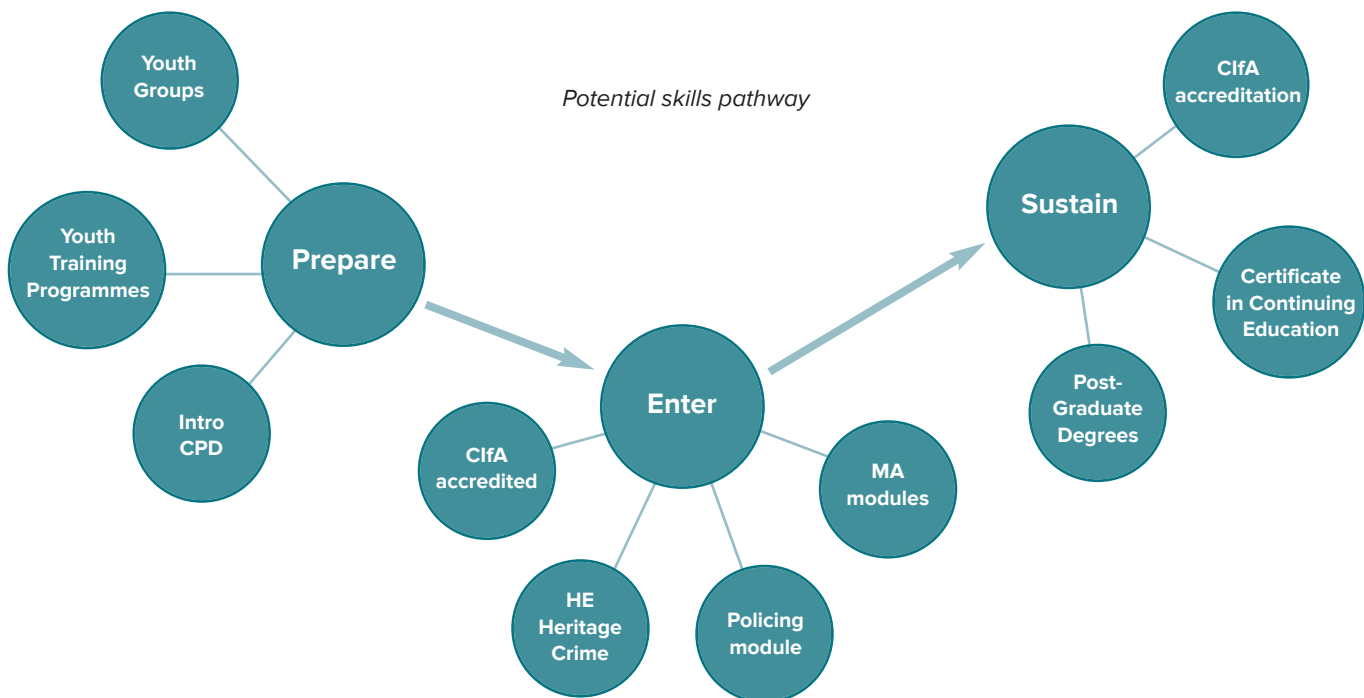 Potential skills pathway
Youth
Groups
Youth
Training
Programmes
Prepare
Intro
CPD
Enter
CIfA
accredited
HE
Heritage
Crime
Policing
module
MA
modules
Sustain
CIfA
accreditation
Certificate
in Continuing
Education
Post-
Graduate
Degrees